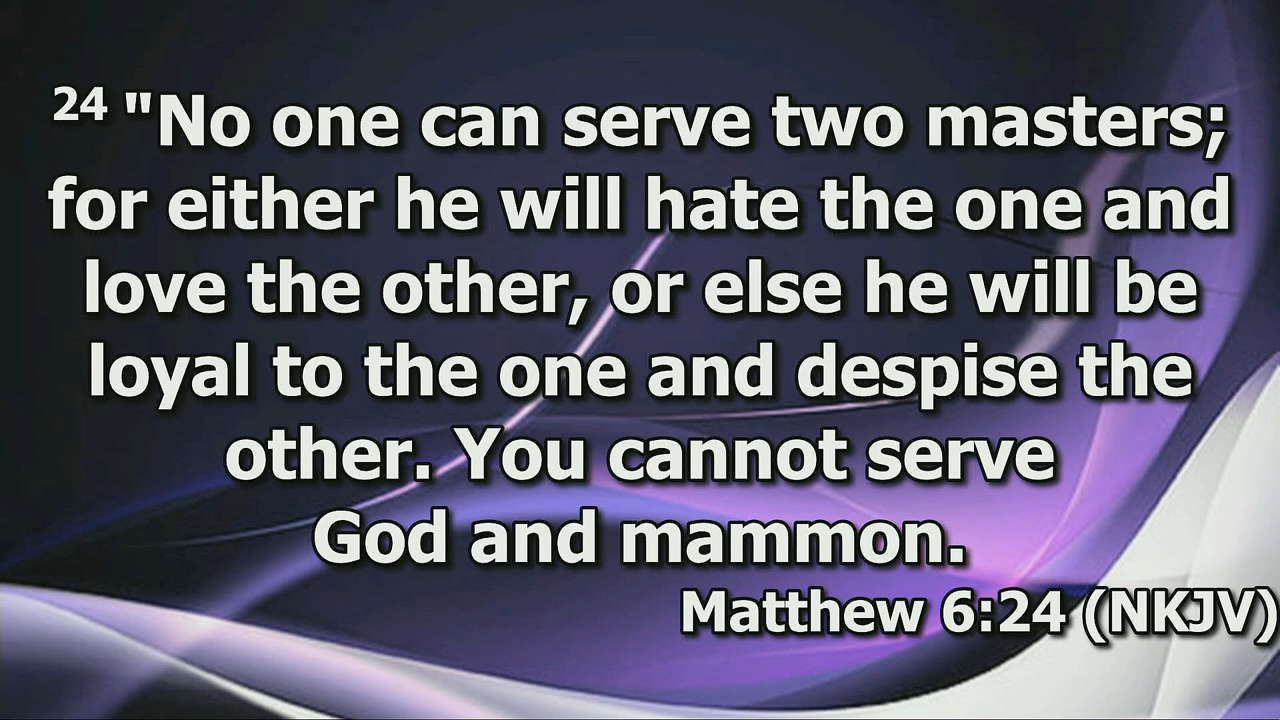 24 "No one can serve two masters;
for either he will hate the one and
love the other, or else he will be
loyal to the one and despise the
other. You cannot serve
God and mammon.
Matthew 6:24 (NKJV)